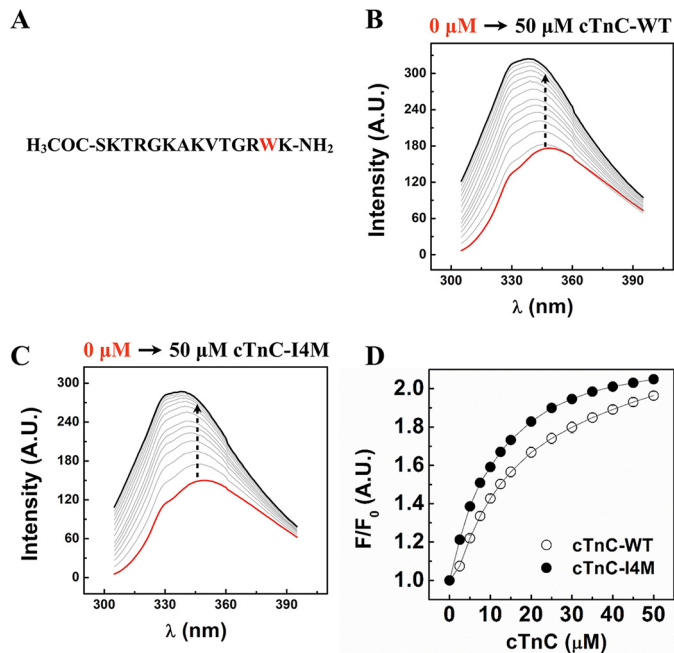 A
H₃COC-SKTRGKAKVTGRWK-NH₂
B
0 µM → 50 µM cTnC-WT
Intensity (A.U.)
300
240
180
120
60
0
300 330 360 390
λ (nm)
C
0 µM → 50 µM cTnC-I4M
Intensity (A.U.)
300
240
180
120
60
0
300 330 360 390
λ (nm)
D
F/F₀ (A.U.)
2.0
1.8
1.6
1.4
1.2
1.0
cTnC-WT
cTnC-I4M
0 10 20 30 40 50
cTnC (µM)